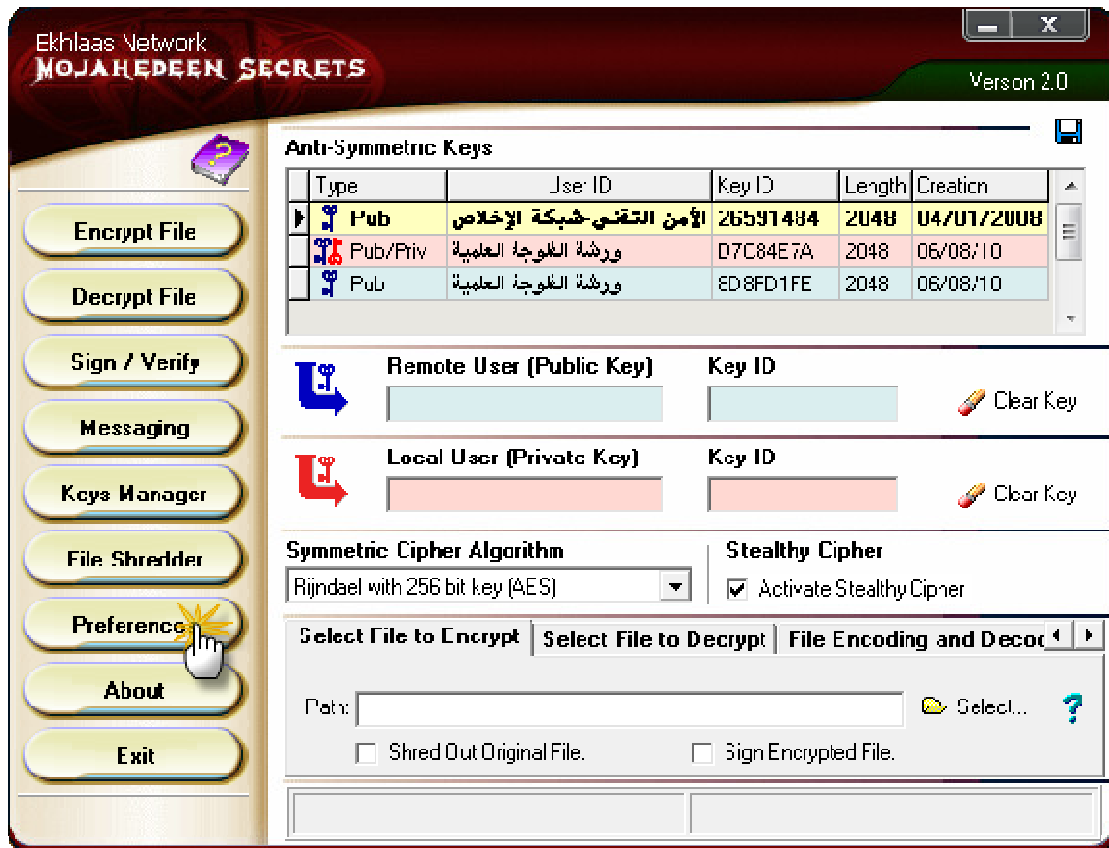 Ekhlaas Network
MOJAHEDEEN SECRETS
Verson 2.0
X
Encrypt File
Decrypt File
Sign / Verify
Messaging
Keys Manager
File Shredder
Preference
About
Exit
Anti-Symmetric Keys
Type User ID Key ID Length Creation
Pub الأمن التقني-شبكة الإخلاص 26591484 2048 04/01/2008
Pub/Priv ورشة الفلوجة العلمية D7C84E7A 2048 06/08/10
Pub ورشة الفلوجة العلمية 2048 06/08/10
Remote User (Public Key) Key ID
Clear Key
Local User (Private Key) Key ID
Clear Key
Symmetric Cipher Algorithm Stealthy Cipher
Rijndael with 256 bit key (AES) Activate Stealthy Cipher
Select File to Encrypt Select File to Decrypt File Encoding and Decoc
Path: Select... ?
Shred Out Original File. Sign Encrypted File.